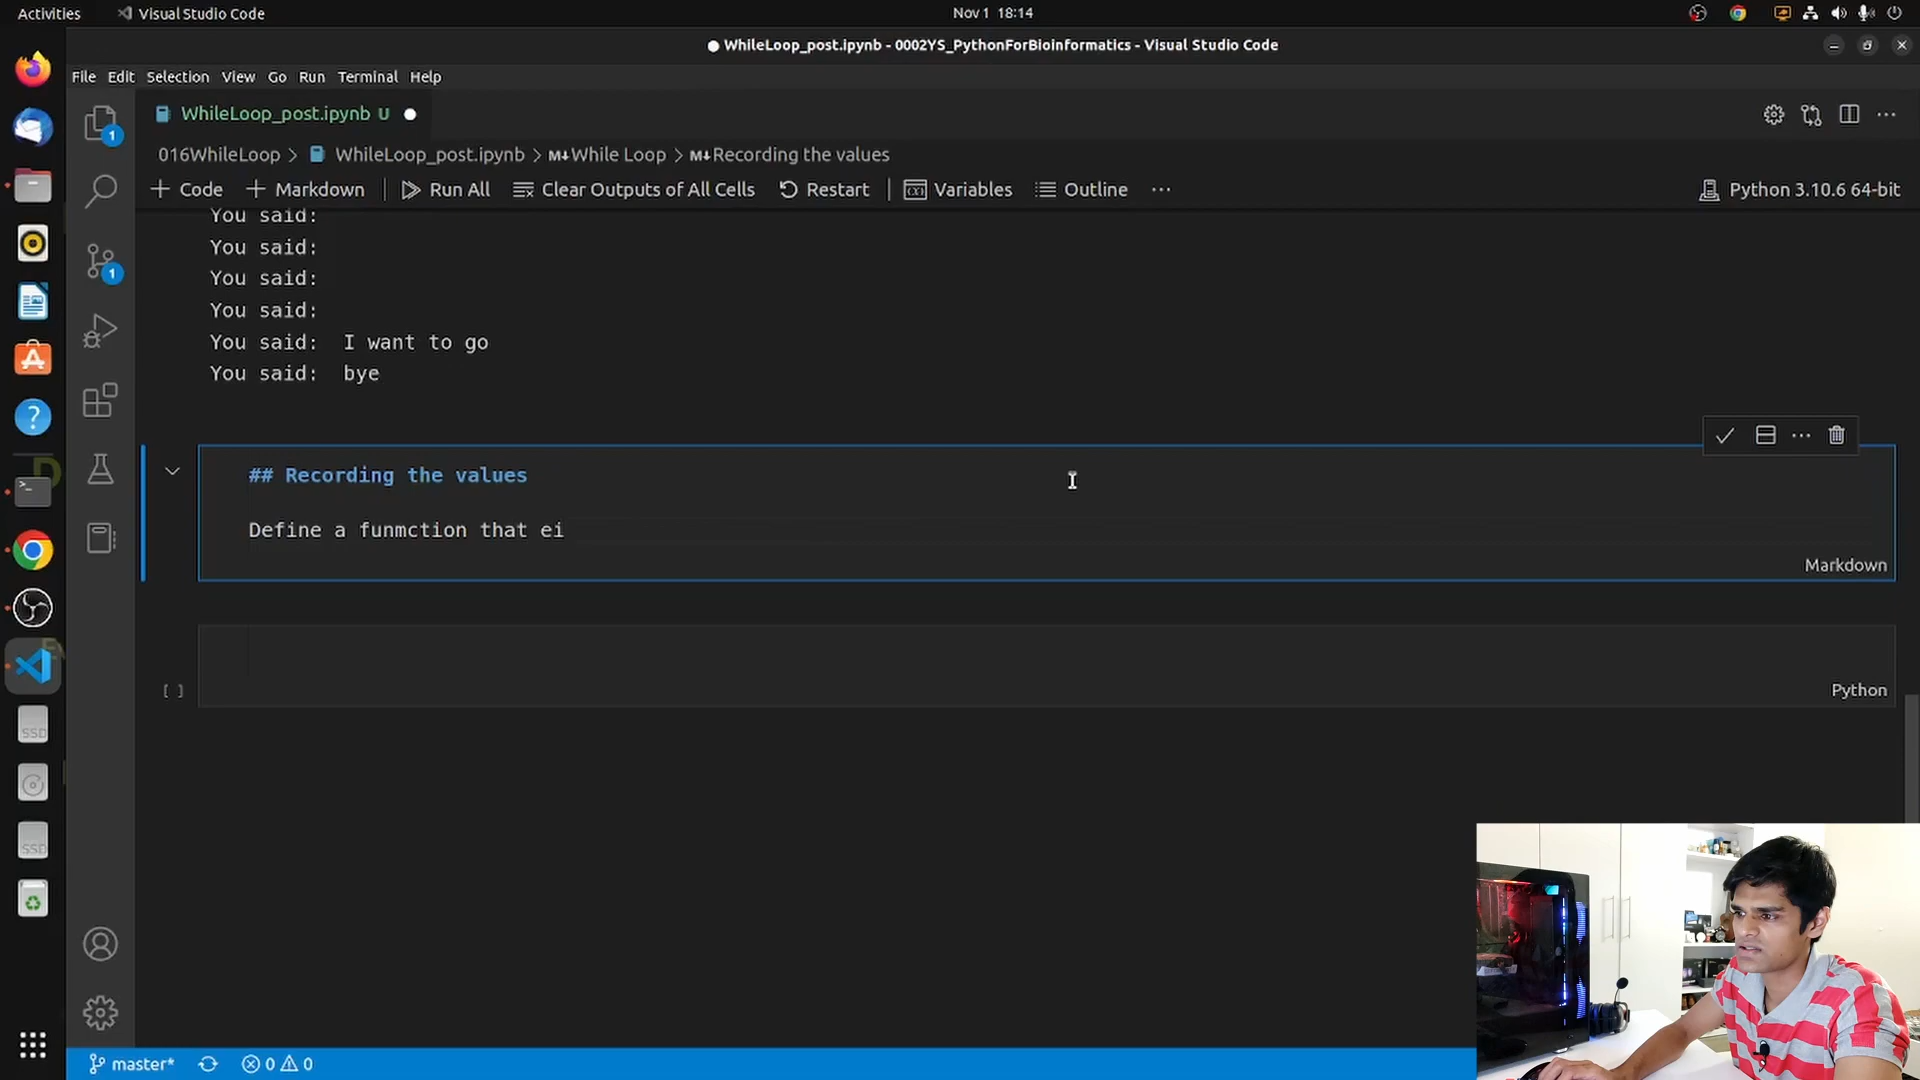 Activities Visual Studio Code Nov 1 18:14
WhileLoop_post.ipynb - 0002YS_PythonForBioinformatics - Visual Studio Code
File Edit Selection View Go Run Terminal Help
WhileLoop_post.ipynb U
016WhileLoop > WhileLoop_post.ipynb > M↓While Loop > M↓Recording the values
+ Code + Markdown Run All Clear Outputs of All Cells Restart Variables Outline ... Python 3.10.6 64-bit
You said:
You said:
You said:
You said:
You said: I want to go
You said: bye
## Recording the values
Define a funmction that ei
Markdown
[ ]
Python
1
1
SSD
SSD
master* 0 0